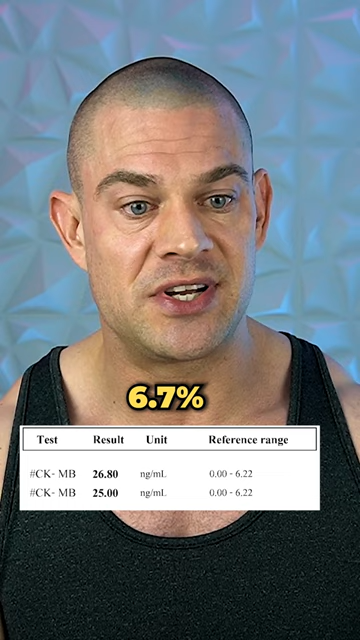 6.7%
Test Result Unit Reference range
#CK- MB 26.80 ng/mL 0.00 - 6.22
#CK- MB 25.00 ng/mL 0.00 - 6.22